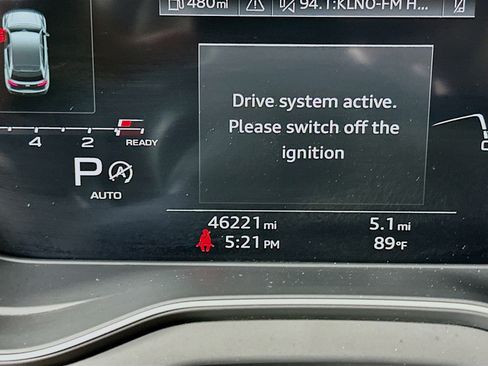 480mi
94.1:KLNO-FM H...
Drive system active.
Please switch off the
ignition
4 2 READY
P A
AUTO
46221 mi 5.1 mi
5:21 PM 89°F